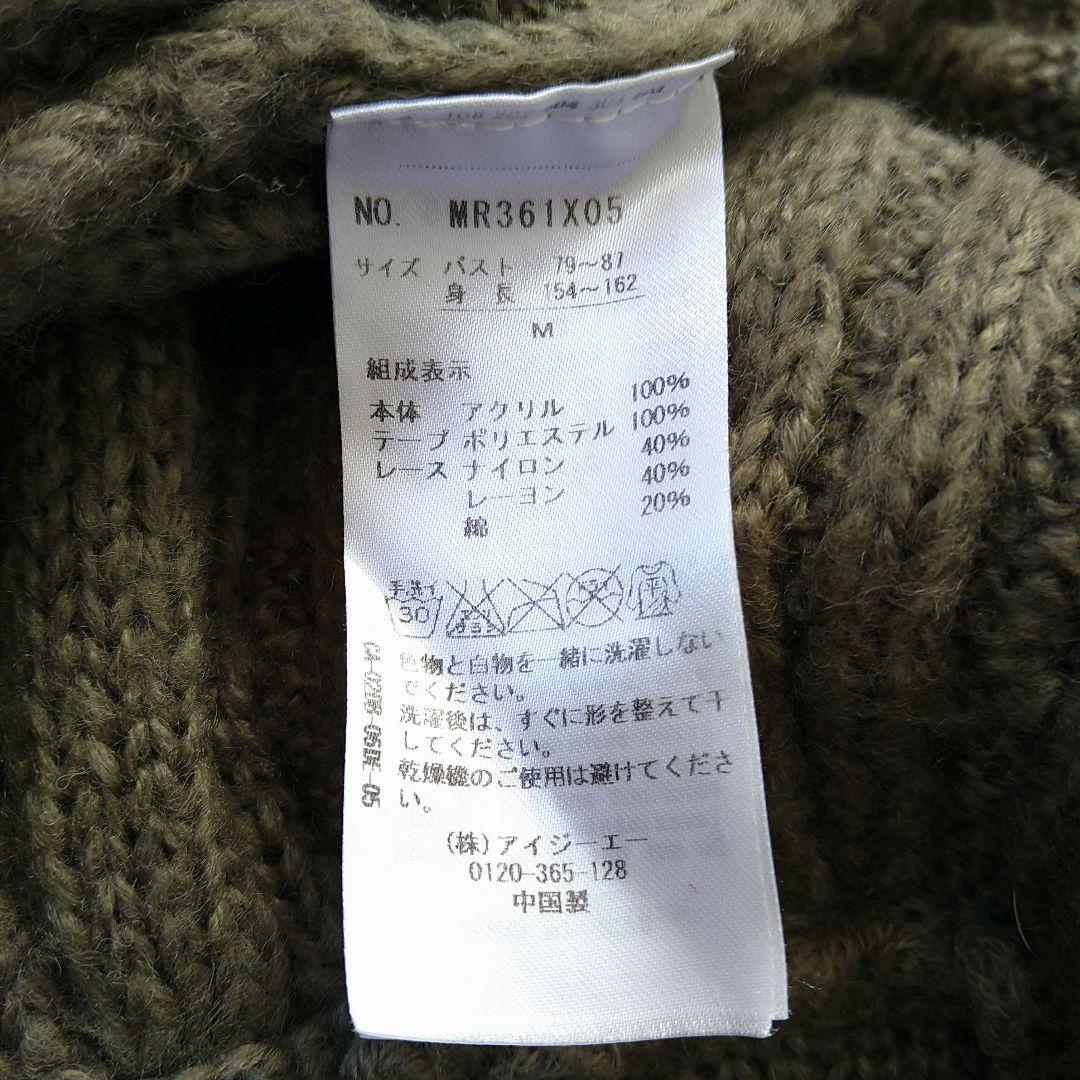 NO. MR361X05
サイズ バスト 79～87
身長 154～162
M
組成表示
本体 アクリル 100%
テープ ポリエステル 100%
レース ナイロン 40%
レーヨン 40%
綿 20%
手洗イ
30
色物と白物を一緒に洗濯しない
でください。
洗濯後は、すぐに形を整えて干
してください。
乾燥機のご使用は避けてくださ
い。
(株)アイジーエー
0120-365-128
中国製